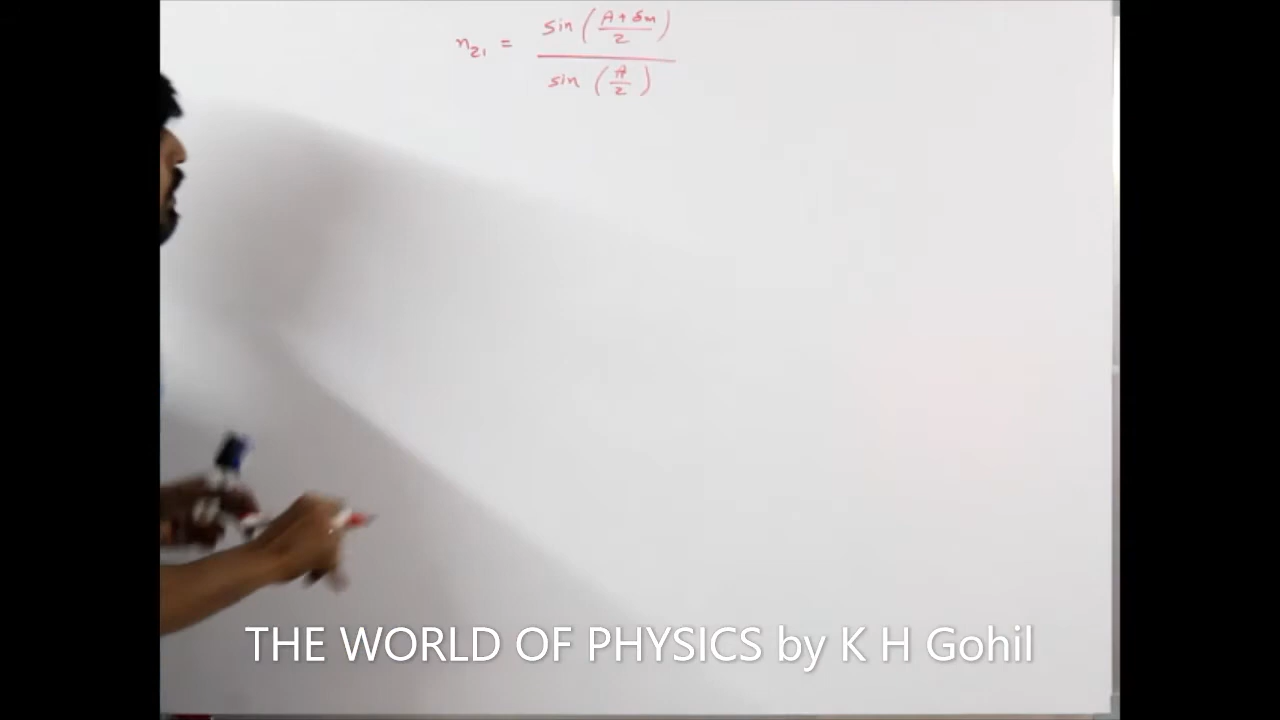 n₂₁ = sin ( (A + δm) / 2 ) / sin ( A / 2 )
THE WORLD OF PHYSICS by K H Gohil